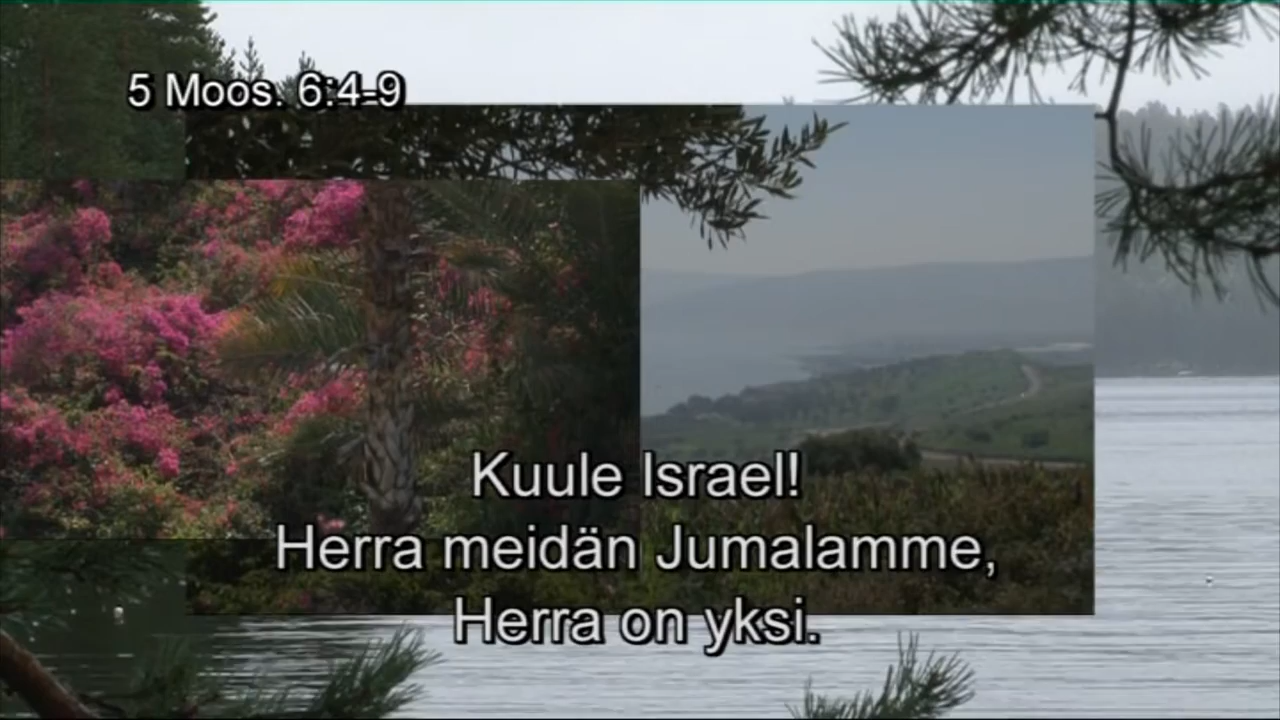 5 Moos. 6:4-9
Kuule Israel!
Herra meidän Jumalamme,
Herra on yksi.